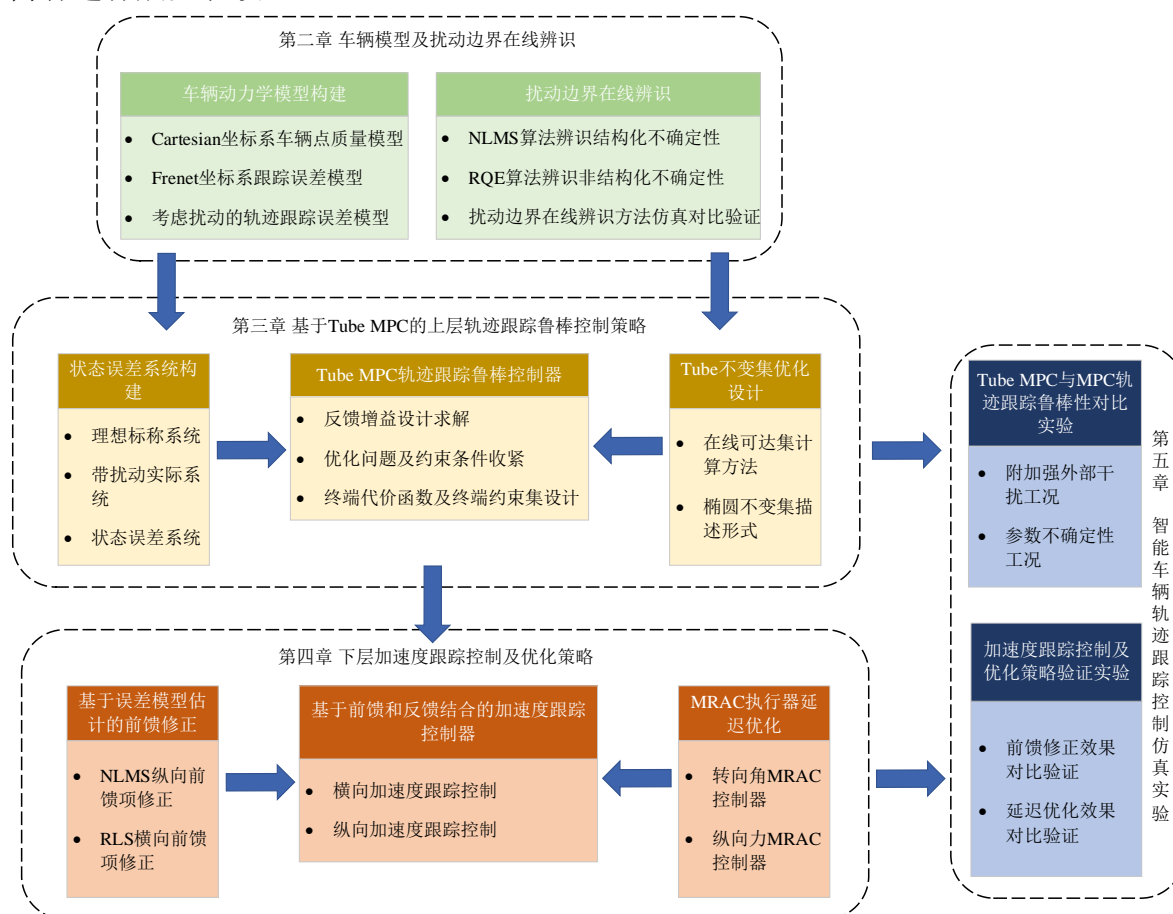 第二章 车辆模型及扰动边界在线辨识
车辆动力学模型构建
• Cartesian坐标系车辆点质量模型
• Frenet坐标系跟踪误差模型
• 考虑扰动的轨迹跟踪误差模型
扰动边界在线辨识
• NLMS算法辨识结构化不确定性
• RQE算法辨识非结构化不确定性
• 扰动边界在线辨识方法仿真对比验证
第三章 基于Tube MPC的上层轨迹跟踪鲁棒控制策略
状态误差系统构
建
• 理想标称系统
• 带扰动实际系
统
• 状态误差系统
Tube MPC轨迹跟踪鲁棒控制器
• 反馈增益设计求解
• 优化问题及约束条件收紧
• 终端代价函数及终端约束集设计
Tube不变集优化
设计
• 在线可达集计
算方法
• 椭圆不变集描
述形式
第四章 下层加速度跟踪控制及优化策略
基于误差模型估
计的前馈修正
• NLMS纵向前
馈项修正
• RLS横向前馈
项修正
基于前馈和反馈结合的加速度跟踪
控制器
• 横向加速度跟踪控制
• 纵向加速度跟踪控制
MRAC执行器延
迟优化
• 转向角MRAC
控制器
• 纵向力MRAC
控制器
Tube MPC与MPC轨
迹跟踪鲁棒性对比
实验
• 附加强外部干
扰工况
• 参数不确定性
工况
加速度跟踪控制及
优化策略验证实验
• 前馈修正效果
对比验证
• 延迟优化效果
对比验证
第五章 智能车辆轨迹跟踪控制仿真实验